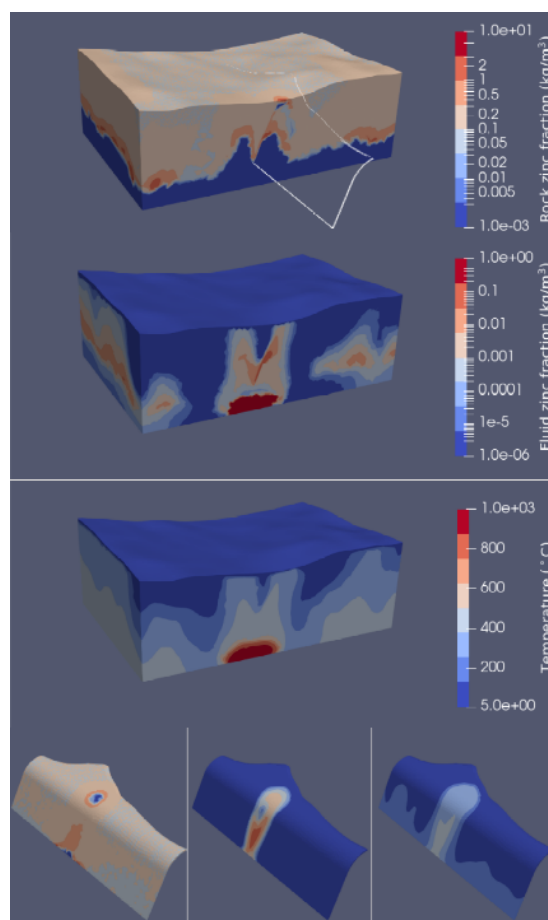 1.0e+01
2
1
0.5
0.2
0.1
0.05
0.02
0.01
0.005
1.0e-03
Rock zinc fraction (kg/m³)
1.0e+00
0.1
0.01
0.001
0.0001
1e-5
1.0e-06
Fluid zinc fraction (kg/m³)
1.0e+03
800
600
400
200
5.0e+00
Temperature (°C)